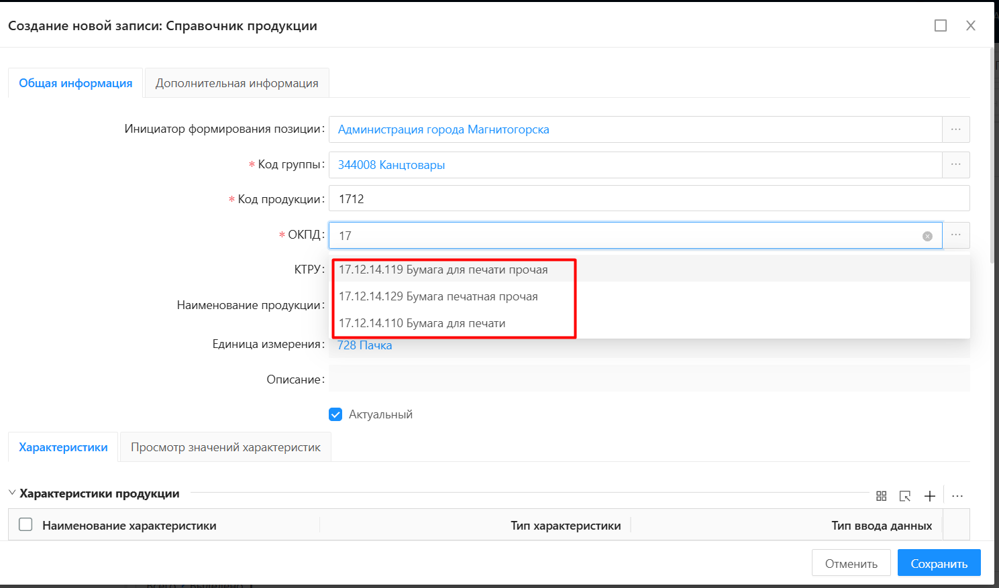 Создание новой записи: Справочник продукции
Общая информация
Дополнительная информация
Инициатор формирования позиции:
Администрация города Магнитогорска
* Код группы:
344008 Канцтовары
* Код продукции:
1712
* ОКПД:
17
КТРУ:
17.12.14.119 Бумага для печати прочая
17.12.14.129 Бумага печатная прочая
Наименование продукции:
17.12.14.110 Бумага для печати
Единица измерения:
728 Пачка
Описание:
Актуальный
Характеристики
Просмотр значений характеристик
Характеристики продукции
Наименование характеристики
Тип характеристики
Тип ввода данных
Отменить
Сохранить